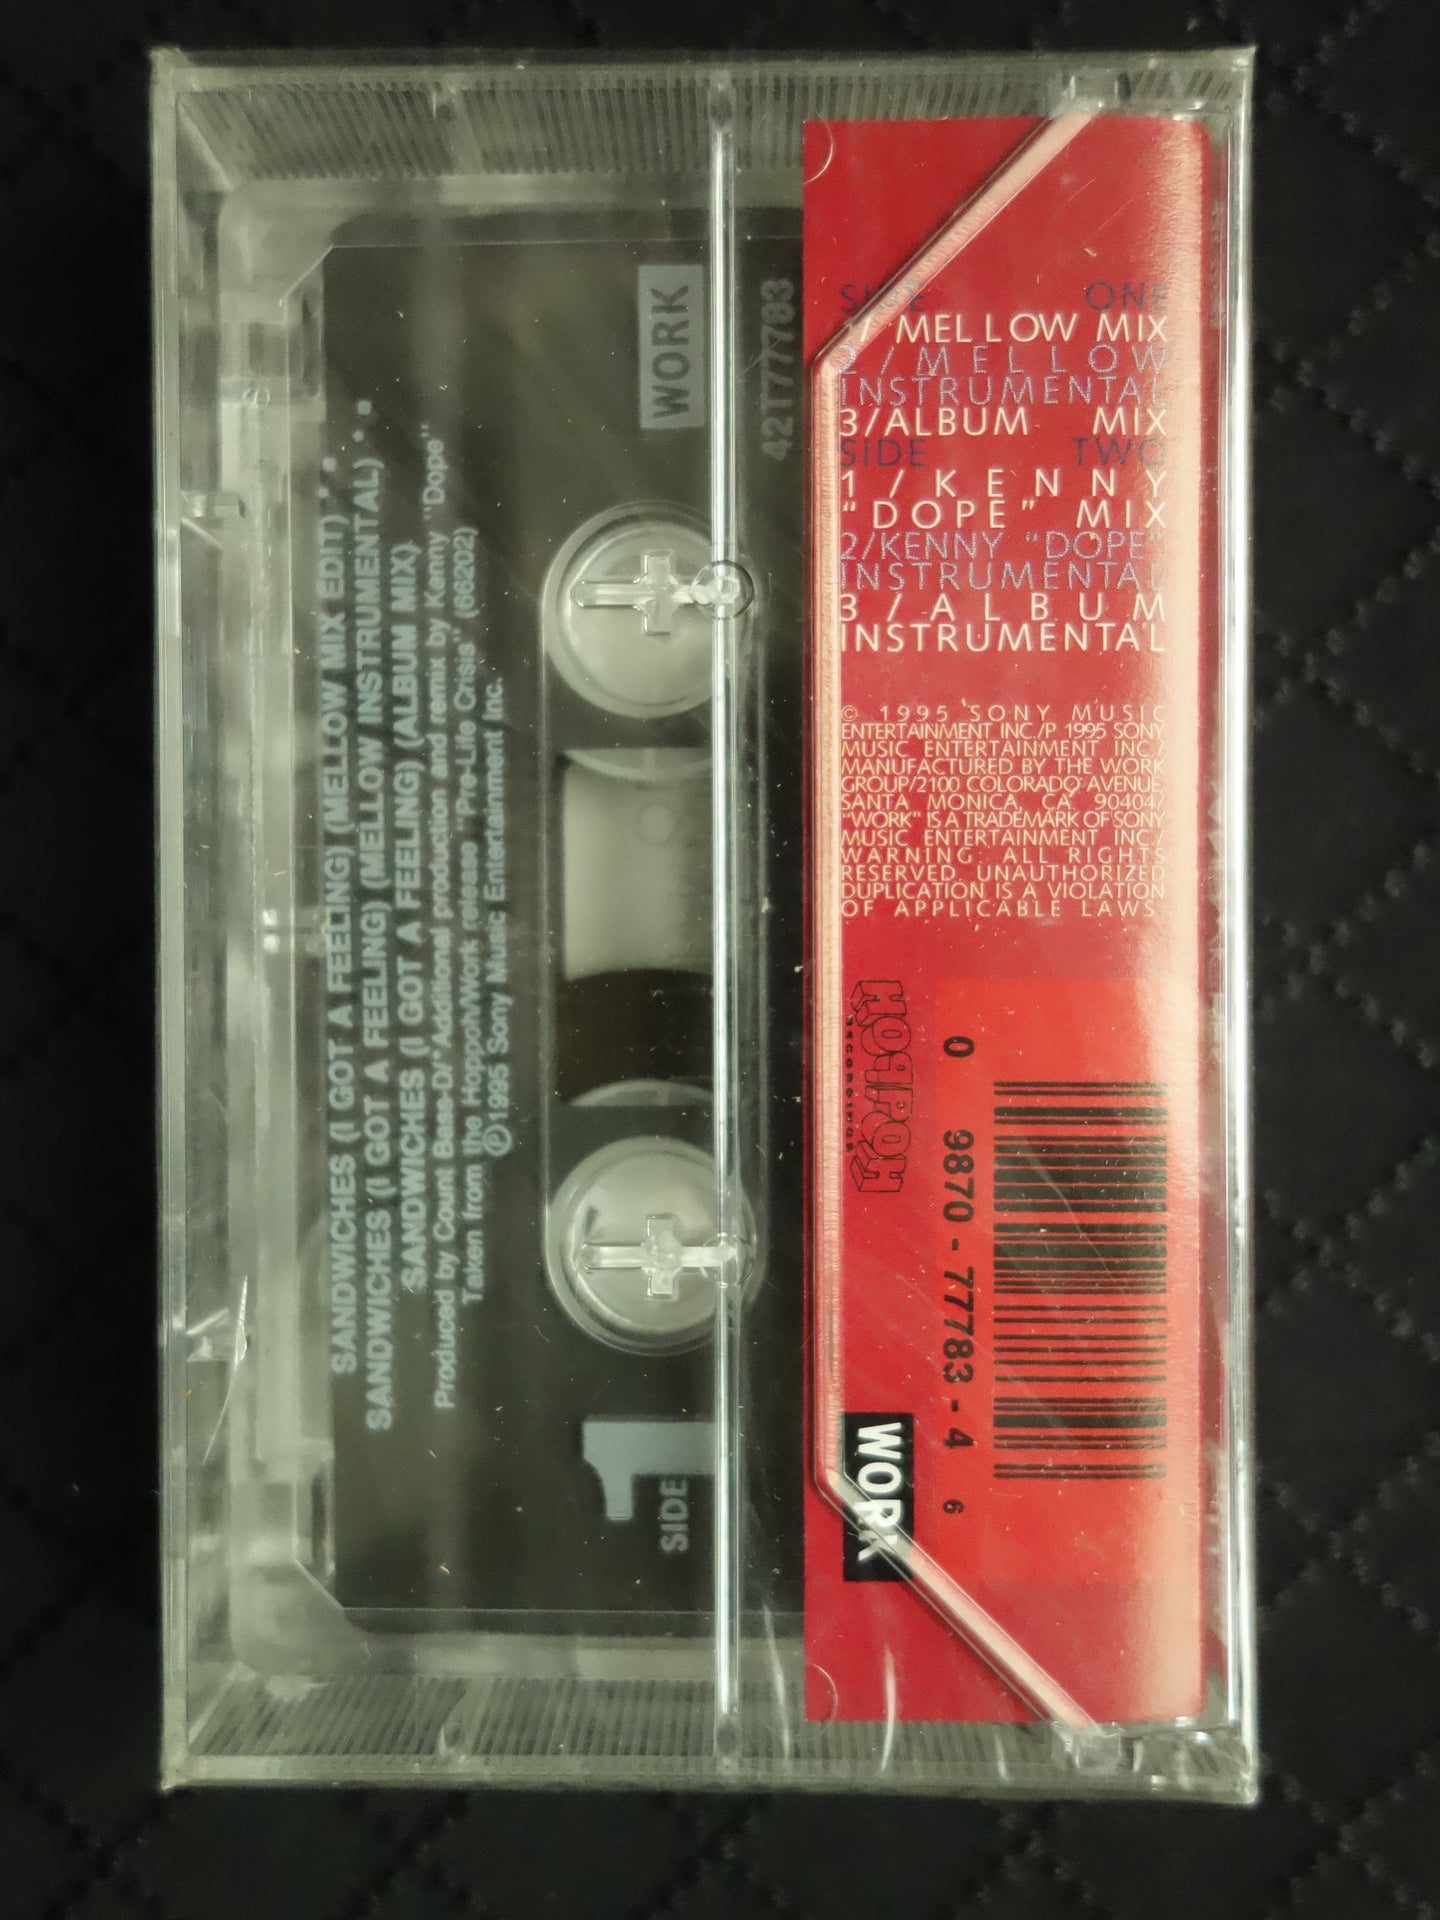 SANDWICHES (I GOT A FEELING) (MELLOW MIX EDIT)
SANDWICHES (I GOT A FEELING) (MELLOW INSTRUMENTAL)
SANDWICHES (I GOT A FEELING) (ALBUM MIX)
Produced by Count Bass-D/*Additional production and remix by Kenny "Dope"
Taken from the Hoppoh/Work release "Pre-Life Crisis" (66202)
℗1995 Sony Music Entertainment Inc.
1
SIDE
WORK
42T77783
SIDE ONE
1/ MELLOW MIX
2/MELLOW
INSTRUMENTAL
3/ALBUM MIX
SIDE TWO
1/KENNY
"DOPE" MIX
2/KENNY "DOPE"
INSTRUMENTAL
3/ALBUM
INSTRUMENTAL
© 1995 SONY MUSIC
ENTERTAINMENT INC./P 1995 SONY
MUSIC ENTERTAINMENT INC./
MANUFACTURED BY THE WORK
GROUP/2100 COLORADO AVENUE,
SANTA MONICA, CA 90404/
"WORK" IS A TRADEMARK OF SONY
MUSIC ENTERTAINMENT INC./
WARNING: ALL RIGHTS
RESERVED. UNAUTHORIZED
DUPLICATION IS A VIOLATION
OF APPLICABLE LAWS.
HOPPOH
RECORDINGS
0 9870-77783-4 6
WORK